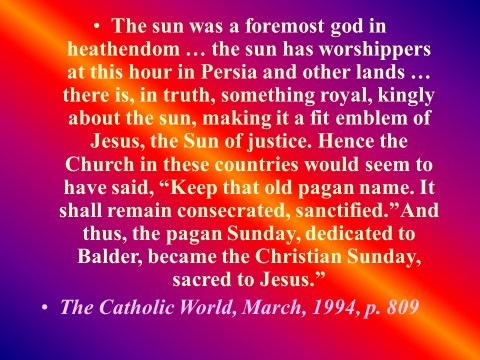 • The sun was a foremost god in
heathendom … the sun has worshippers
at this hour in Persia and other lands …
there is, in truth, something royal, kingly
about the sun, making it a fit emblem of
Jesus, the Sun of justice. Hence the
Church in these countries would seem to
have said, “Keep that old pagan name. It
shall remain consecrated, sanctified.”And
thus, the pagan Sunday, dedicated to
Balder, became the Christian Sunday,
sacred to Jesus.”
• The Catholic World, March, 1994, p. 809